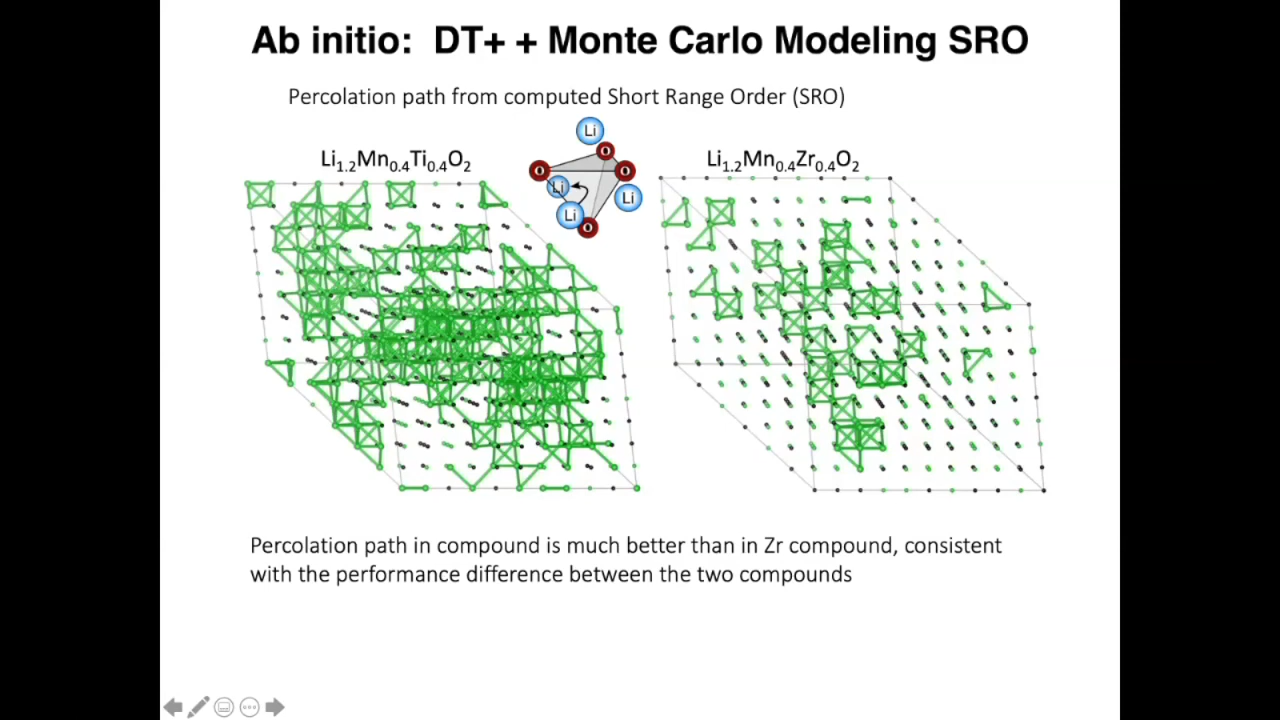 Ab initio: DT+ + Monte Carlo Modeling SRO
Percolation path from computed Short Range Order (SRO)
Li1.2Mn0.4Ti0.4O2
Li
O
O
O
Li
Li
Li
O
Li1.2Mn0.4Zr0.4O2
Percolation path in compound is much better than in Zr compound, consistent
with the performance difference between the two compounds